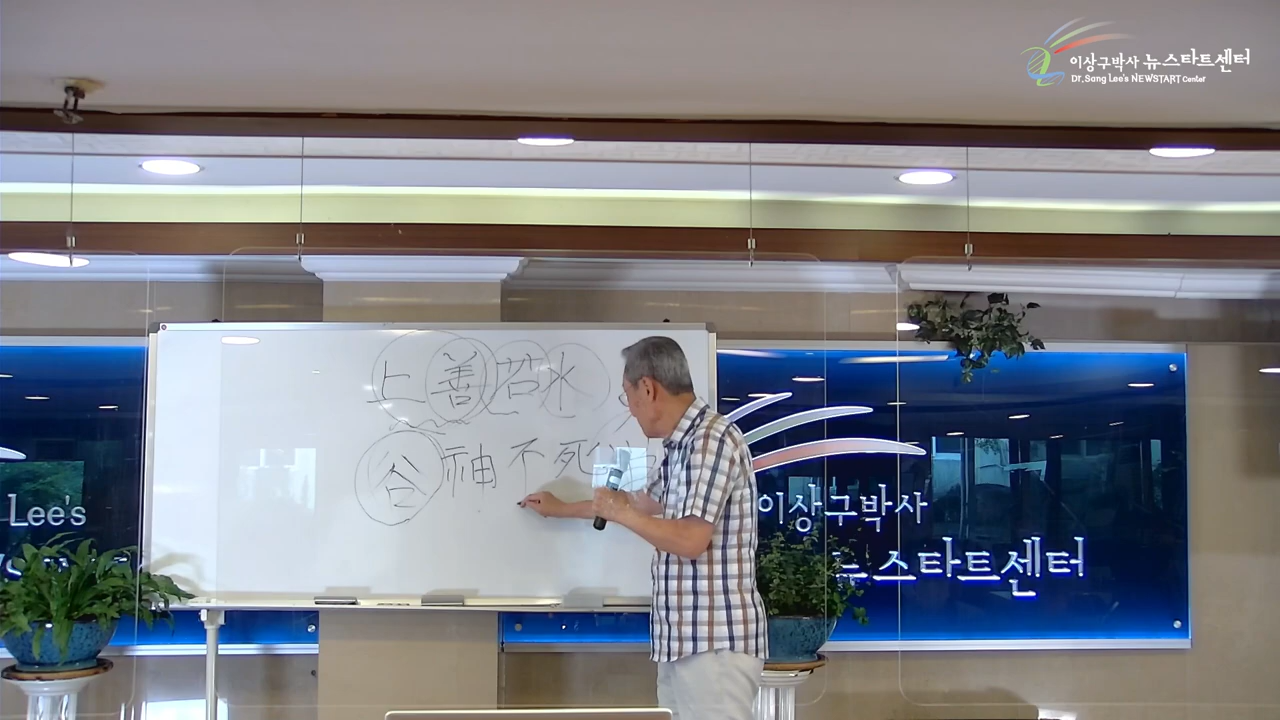 이상구박사 뉴스타트센터
Dr. Sang Lee's NEWSTART Center
上善若水
谷神不死
Lee's
이상구박사
뉴스타트센터